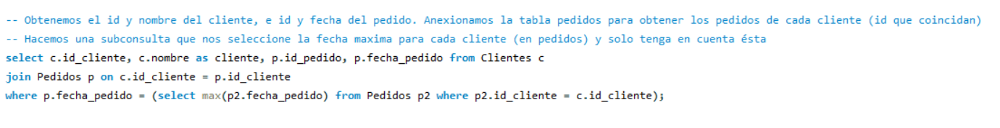 -- Obtenemos el id y nombre del cliente, e id y fecha del pedido. Anexionamos la tabla pedidos para obtener los pedidos de cada cliente (id que coincidan)
-- Hacemos una subconsulta que nos seleccione la fecha maxima para cada cliente (en pedidos) y solo tenga en cuenta ésta
select c.id_cliente, c.nombre as cliente, p.id_pedido, p.fecha_pedido from Clientes c
join Pedidos p on c.id_cliente = p.id_cliente
where p.fecha_pedido = (select max(p2.fecha_pedido) from Pedidos p2 where p2.id_cliente = c.id_cliente);